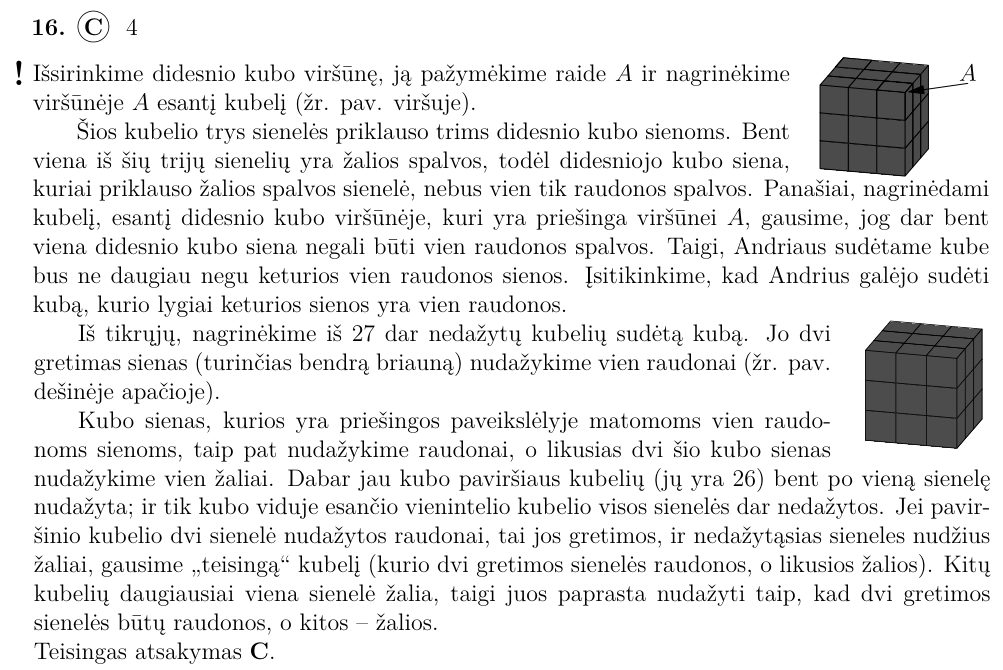 16. C 4
! Išsirinkime didesnio kubo viršūnę, ją pažymėkime raide A ir nagrinėkime
A
viršūnėje A esantį kubelį (žr. pav. viršuje).
Šios kubelio trys sienelės priklauso trims didesnio kubo sienoms. Bent
viena iš šių trijų sienelių yra žalios spalvos, todėl didesniojo kubo siena,
kuriai priklauso žalios spalvos sienelė, nebus vien tik raudonos spalvos. Panašiai, nagrinėdami
kubelį, esantį didesnio kubo viršūnėje, kuri yra priešinga viršūnei A, gausime, jog dar bent
viena didesnio kubo siena negali būti vien raudonos spalvos. Taigi, Andriaus sudėtame kube
bus ne daugiau negu keturios vien raudonos sienos. Įsitikinkime, kad Andrius galėjo sudėti
kubą, kurio lygiai keturios sienos yra vien raudonos.
Iš tikrųjų, nagrinėkime iš 27 dar nedažytų kubelių sudėtą kubą. Jo dvi
gretimas sienas (turinčias bendrą briauną) nudažykime vien raudonai (žr. pav.
dešinėje apačioje).
Kubo sienas, kurios yra priešingos paveikslėlyje matomoms vien raudo-
noms sienoms, taip pat nudažykime raudonai, o likusias dvi šio kubo sienas
nudažykime vien žaliai. Dabar jau kubo paviršiaus kubelių (jų yra 26) bent po vieną sienelę
nudažyta; ir tik kubo viduje esančio vienintelio kubelio visos sienelės dar nedažytos. Jei pavir-
šinio kubelio dvi sienelė nudažytos raudonai, tai jos gretimos, ir nedažytąsias sieneles nudžius
žaliai, gausime „teisingą“ kubelį (kurio dvi gretimos sienelės raudonos, o likusios žalios). Kitų
kubelių daugiausiai viena sienelė žalia, taigi juos paprasta nudažyti taip, kad dvi gretimos
sienelės būtų raudonos, o kitos – žalios.
Teisingas atsakymas C.